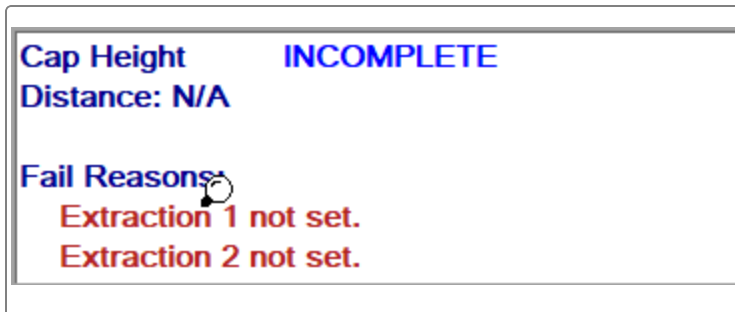 Cap Height INCOMPLETE
Distance: N/A
Fail Reasons:
Extraction 1 not set.
Extraction 2 not set.